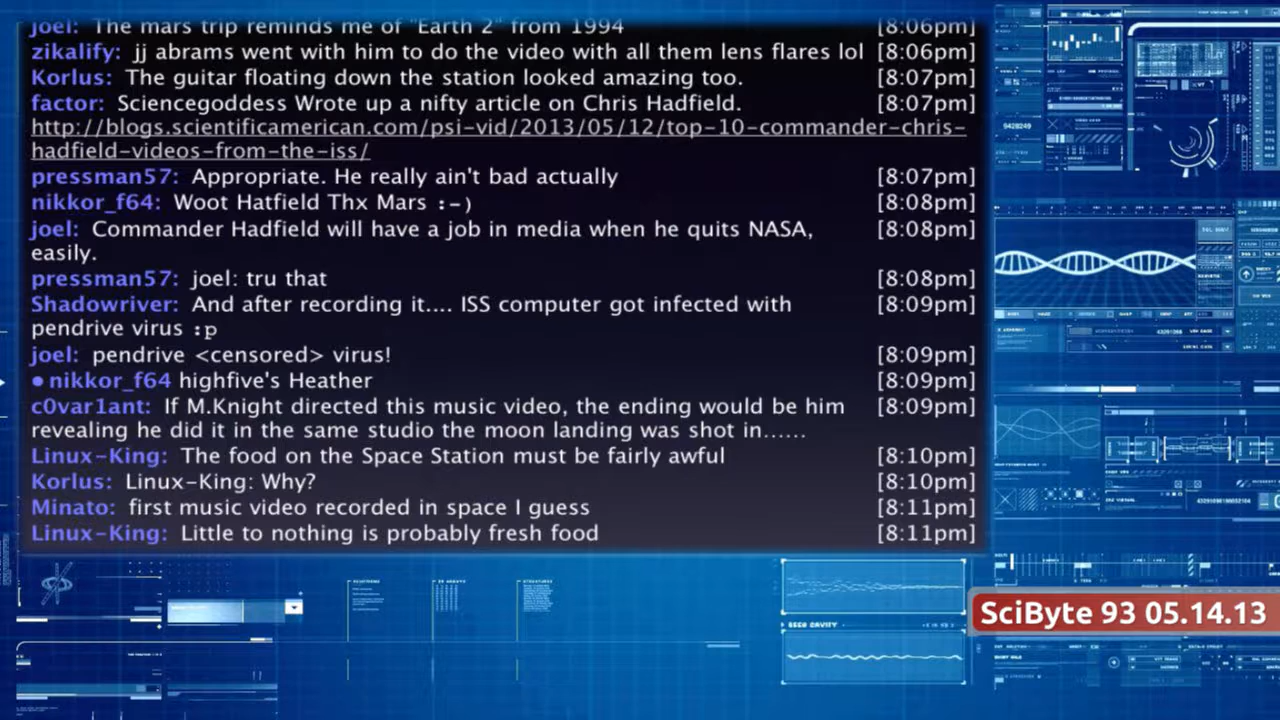 joel: The mars trip reminds me of "Earth 2" from 1994 [8:06pm]
zikalify: jj abrams went with him to do the video with all them lens flares lol [8:06pm]
Korlus: The guitar floating down the station looked amazing too. [8:07pm]
factor: Sciencegoddess Wrote up a nifty article on Chris Hadfield. [8:07pm]
http://blogs.scientificamerican.com/psi-vid/2013/05/12/top-10-commander-chris-
hadfield-videos-from-the-iss/
pressman57: Appropriate. He really ain't bad actually [8:07pm]
nikkor_f64: Woot Hatfield Thx Mars :-) [8:08pm]
joel: Commander Hadfield will have a job in media when he quits NASA, [8:08pm]
easily.
pressman57: joel: tru that [8:08pm]
Shadowriver: And after recording it.... ISS computer got infected with [8:09pm]
pendrive virus :p
joel: pendrive <censored> virus! [8:09pm]
• nikkor_f64 highfive's Heather [8:09pm]
c0var1ant: If M.Knight directed this music video, the ending would be him [8:09pm]
revealing he did it in the same studio the moon landing was shot in......
Linux-King: The food on the Space Station must be fairly awful [8:10pm]
Korlus: Linux-King: Why? [8:10pm]
Minato: first music video recorded in space I guess [8:11pm]
Linux-King: Little to nothing is probably fresh food [8:11pm]
SciByte 93 05.14.13